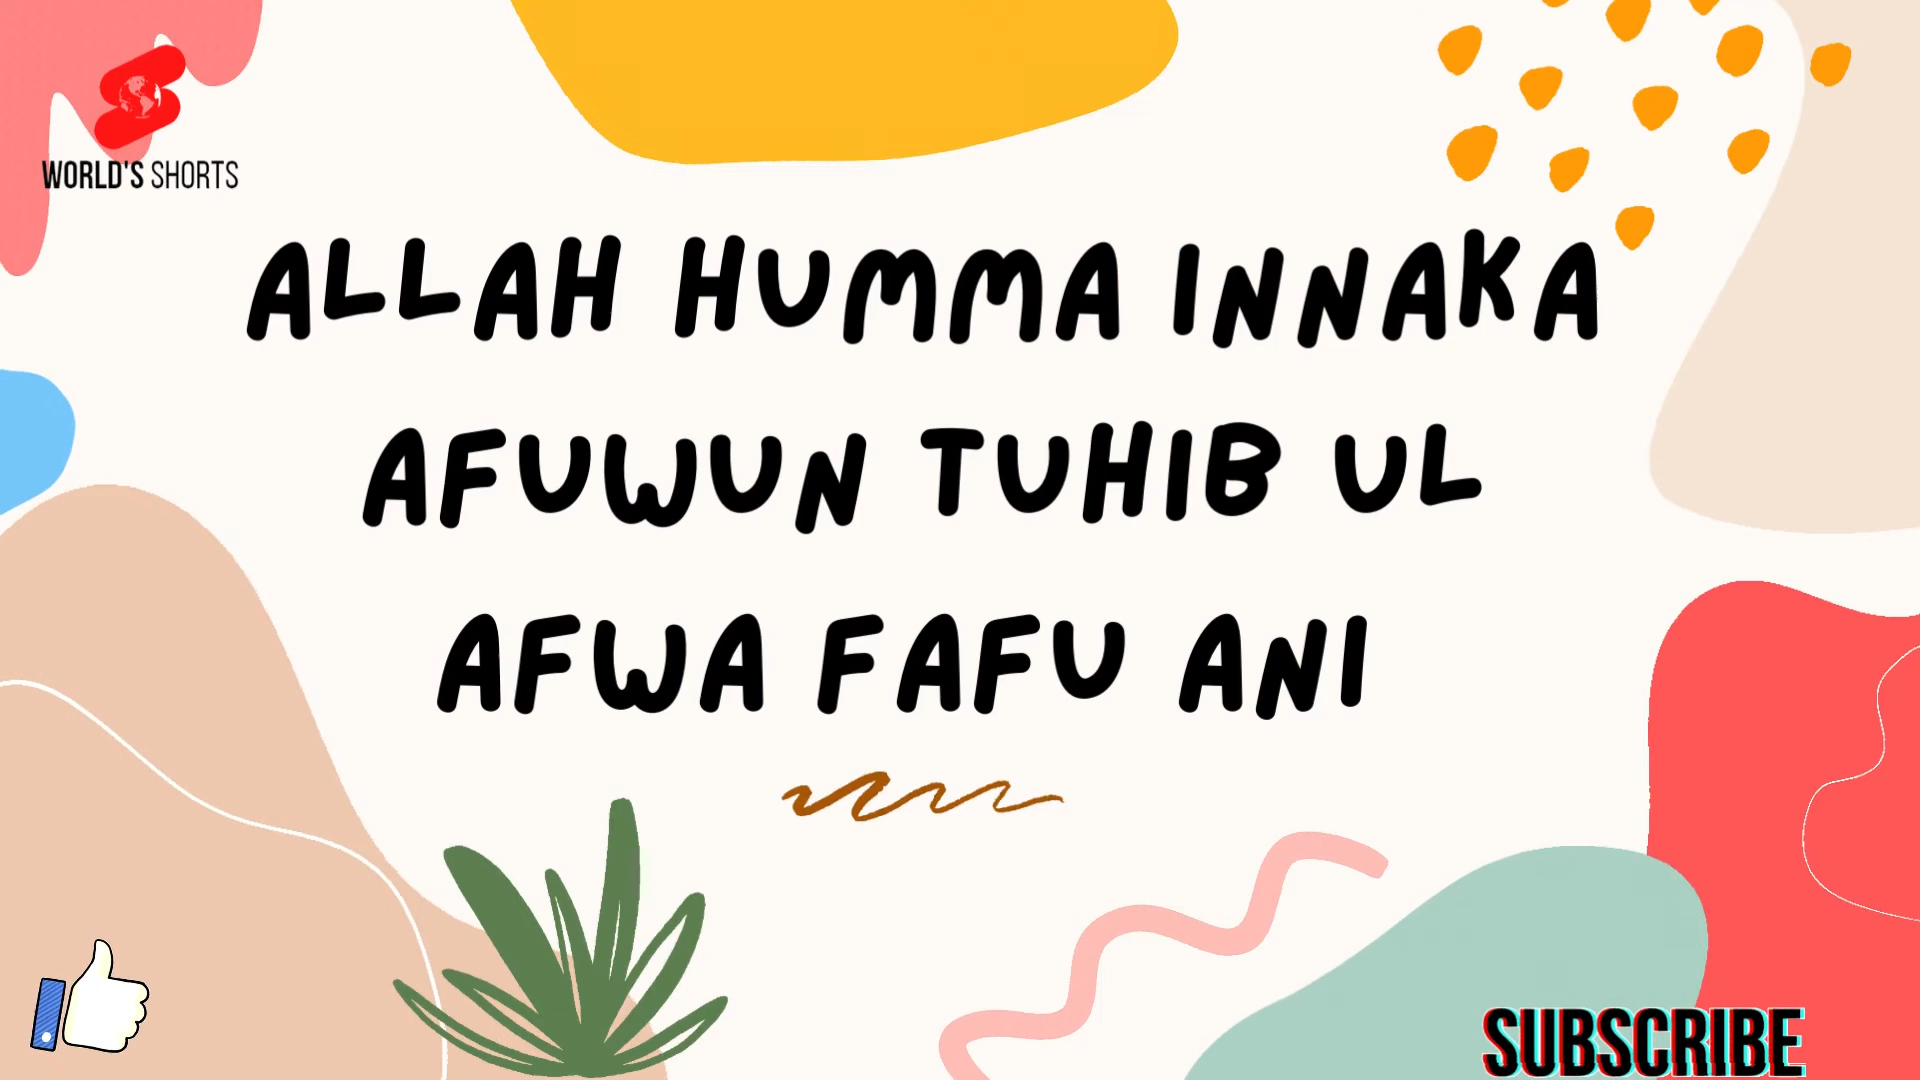 WORLD'S SHORTS
ALLAH HUMMA INNAKA
AFUWUN TUHIB UL
AFWA FAFU ANI
SUBSCRIBE